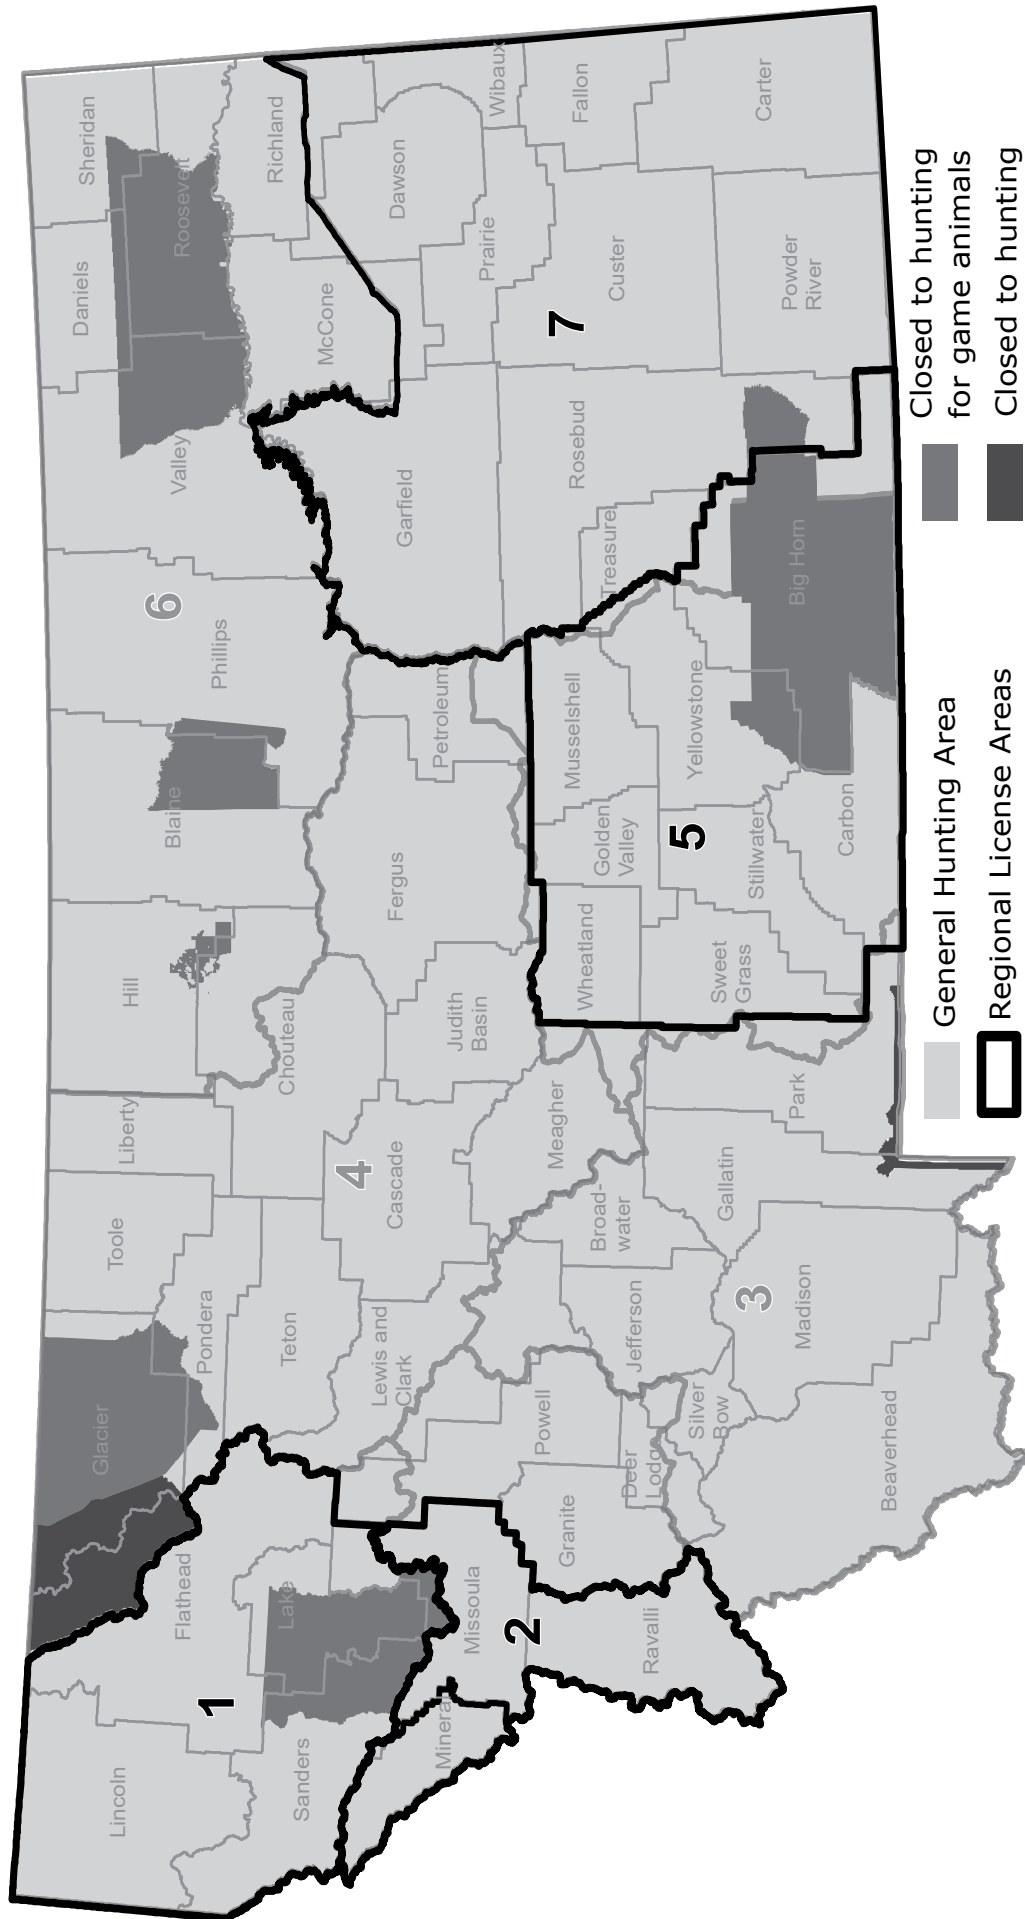 Lincoln
Flathead
Glacier
Toole
Liberty
Hill
Blaine
Phillips
Valley
Daniels
Sheridan
Roosevelt
Richland
McCone
Sanders
Lake
Pondera
Teton
Chouteau
Mineral
Missoula
Powell
Lewis and
Clark
Cascade
Judith
Basin
Fergus
Petroleum
Garfield
Dawson
Prairie
Wibaux
Ravalli
Granite
Deer
Lodge
Silver
Bow
Jefferson
Broad-
water
Meagher
Wheatland
Golden
Valley
Musselshell
Treasure
Rosebud
Custer
Fallon
Beaverhead
Madison
Gallatin
Park
Sweet
Grass
Stillwater
Yellowstone
Carbon
Big Horn
Powder
River
Carter
1
2
3
4
5
6
7
General Hunting Area
Regional License Areas
Closed to hunting
for game animals
Closed to hunting